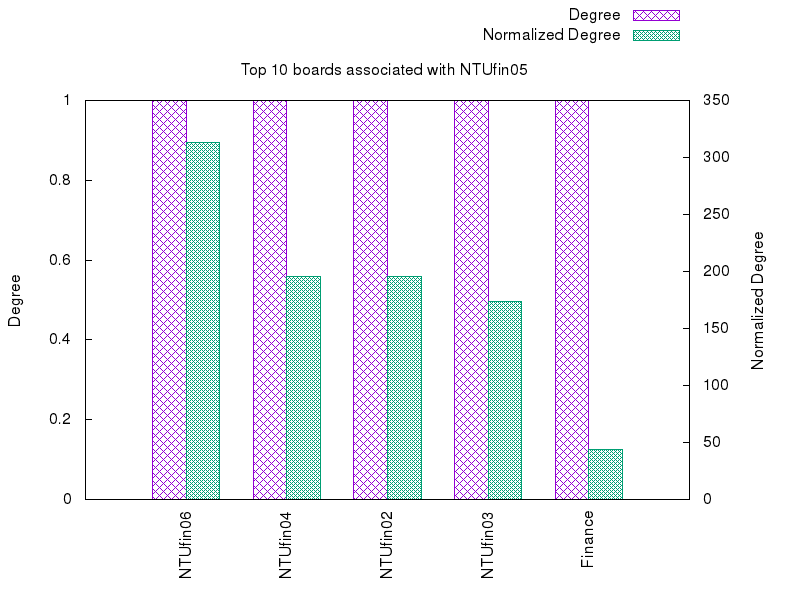 Degree
Normalized Degree
Top 10 boards associated with NTUfin05
1
0.8
0.6
0.4
0.2
0
350
300
250
200
150
100
50
0
Degree
Normalized Degree
NTUfin06
NTUfin04
NTUfin02
NTUfin03
Finance